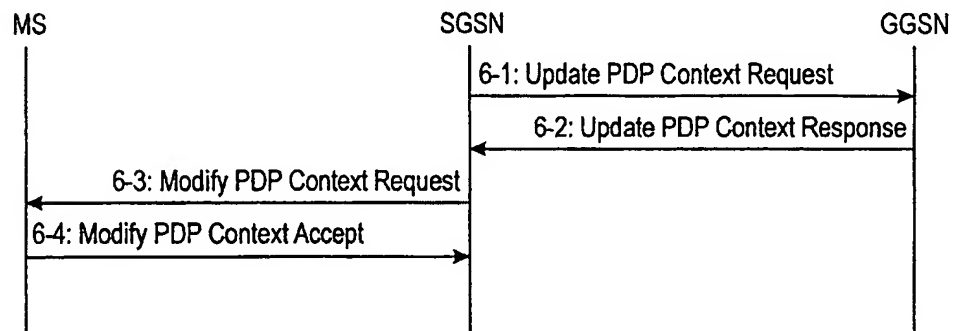 MS SGSN GGSN
6-1: Update PDP Context Request
6-2: Update PDP Context Response
6-3: Modify PDP Context Request
6-4: Modify PDP Context Accept